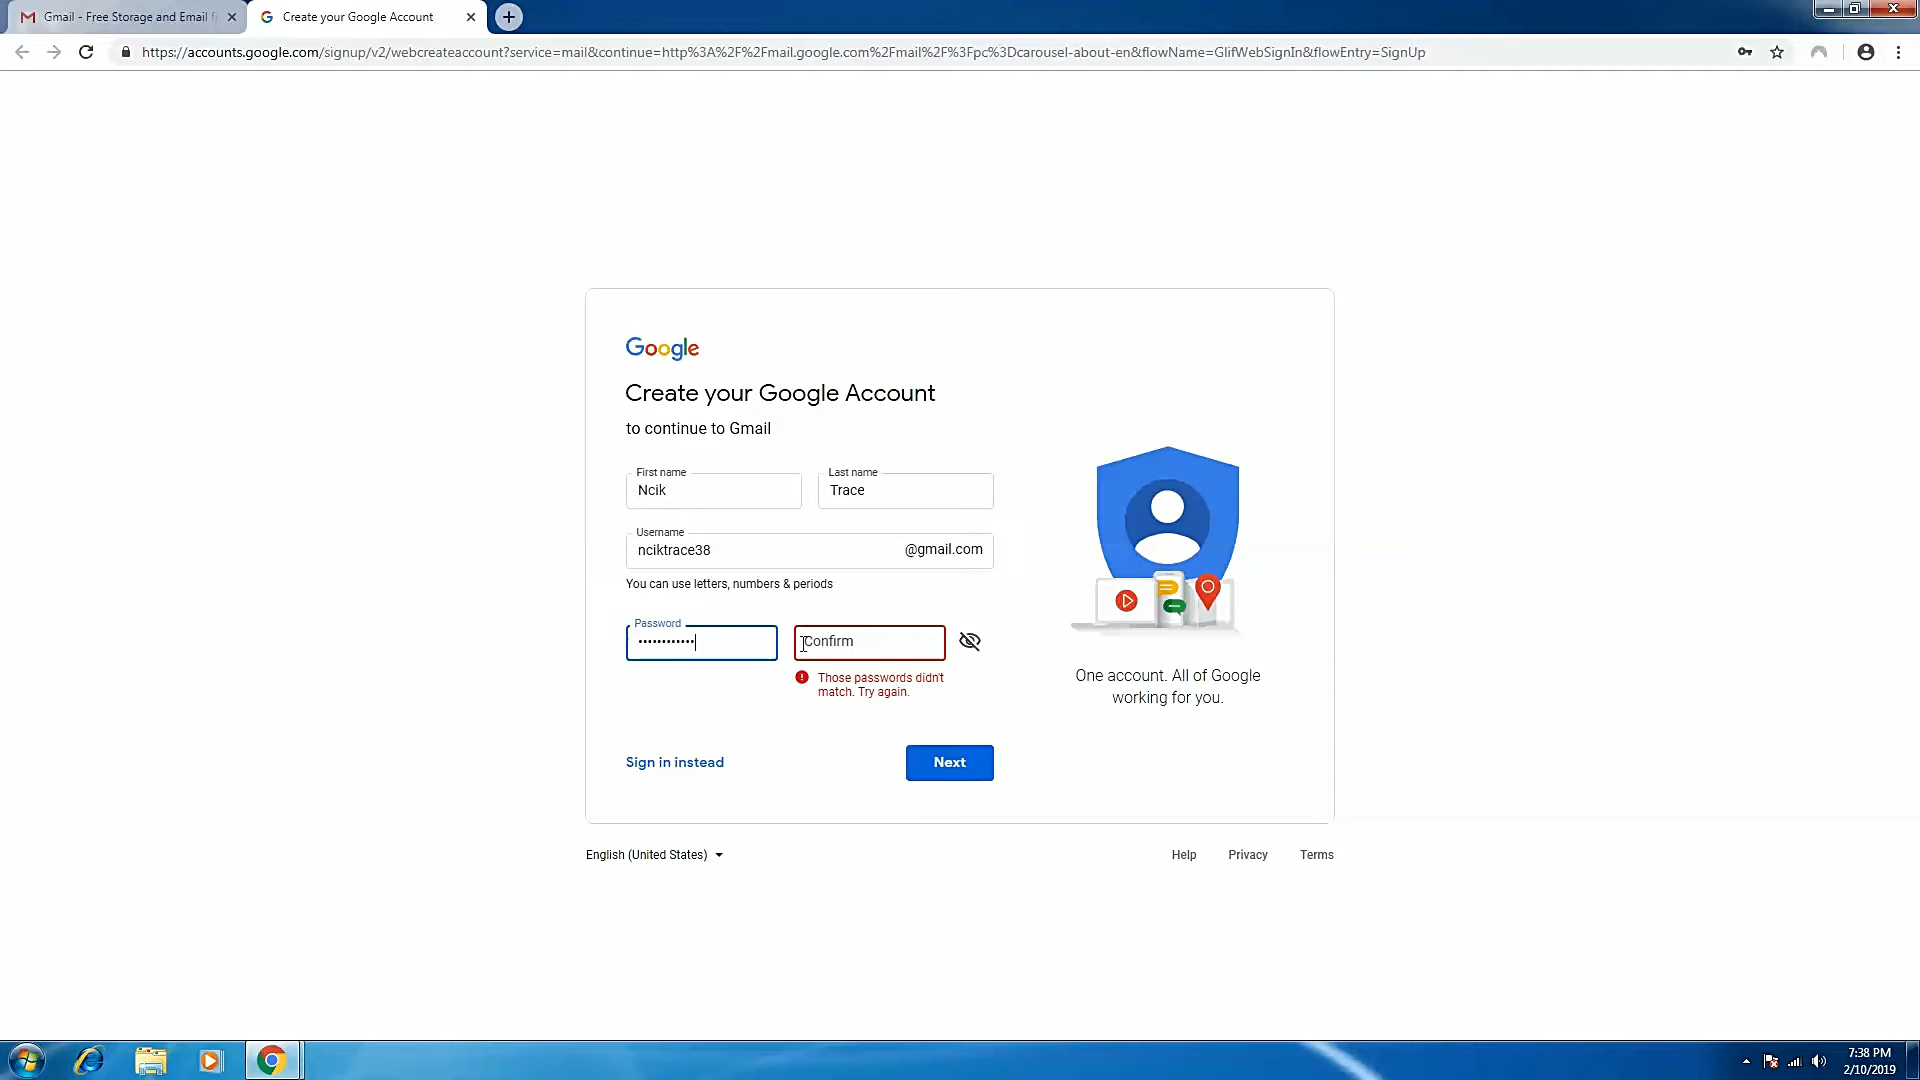 Gmail - Free Storage and Email f
Create your Google Account
https://accounts.google.com/signup/v2/webcreateaccount?service=mail&continue=http%3A%2F%2Fmail.google.com%2Fmail%2F%3Fpc%3Dcarousel-about-en&flowName=GlifWebSignIn&flowEntry=SignUp
Google
Create your Google Account
to continue to Gmail
First name
Ncik
Last name
Trace
Username
nciktrace38
@gmail.com
You can use letters, numbers & periods
Password
••••••••••••
Confirm
Those passwords didn't
match. Try again.
One account. All of Google
working for you.
Sign in instead
Next
English (United States)
Help
Privacy
Terms
7:38 PM
2/10/2019